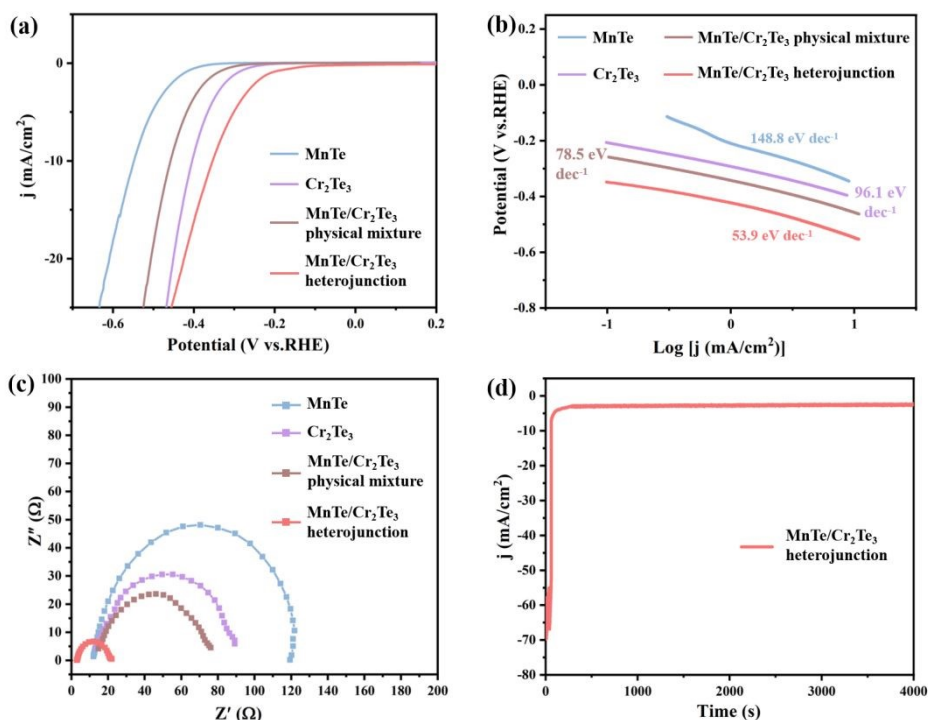 (a)
0
-10
-20
j (mA/cm²)
-0.6
-0.4
-0.2
0.0
0.2
Potential (V vs.RHE)
MnTe
Cr₂Te₃
MnTe/Cr₂Te₃
physical mixture
MnTe/Cr₂Te₃
heterojunction
(b)
MnTe
MnTe/Cr₂Te₃ physical mixture
Cr₂Te₃
MnTe/Cr₂Te₃ heterojunction
0.0
-0.2
-0.4
-0.6
-0.8
Potential (V vs.RHE)
148.8 eV dec⁻¹
78.5 eV
dec⁻¹
96.1 eV
dec⁻¹
53.9 eV dec⁻¹
-1
0
1
Log [j (mA/cm²)]
(c)
100
90
80
70
60
50
40
30
20
10
0
Z″ (Ω)
0
20
40
60
80
100
120
140
160
180
200
Z′ (Ω)
MnTe
Cr₂Te₃
MnTe/Cr₂Te₃
physical mixture
MnTe/Cr₂Te₃
heterojunction
(d)
0
-10
-20
-30
-40
-50
-60
-70
-80
j (mA/cm²)
MnTe/Cr₂Te₃
heterojunction
0
1000
2000
3000
4000
Time (s)